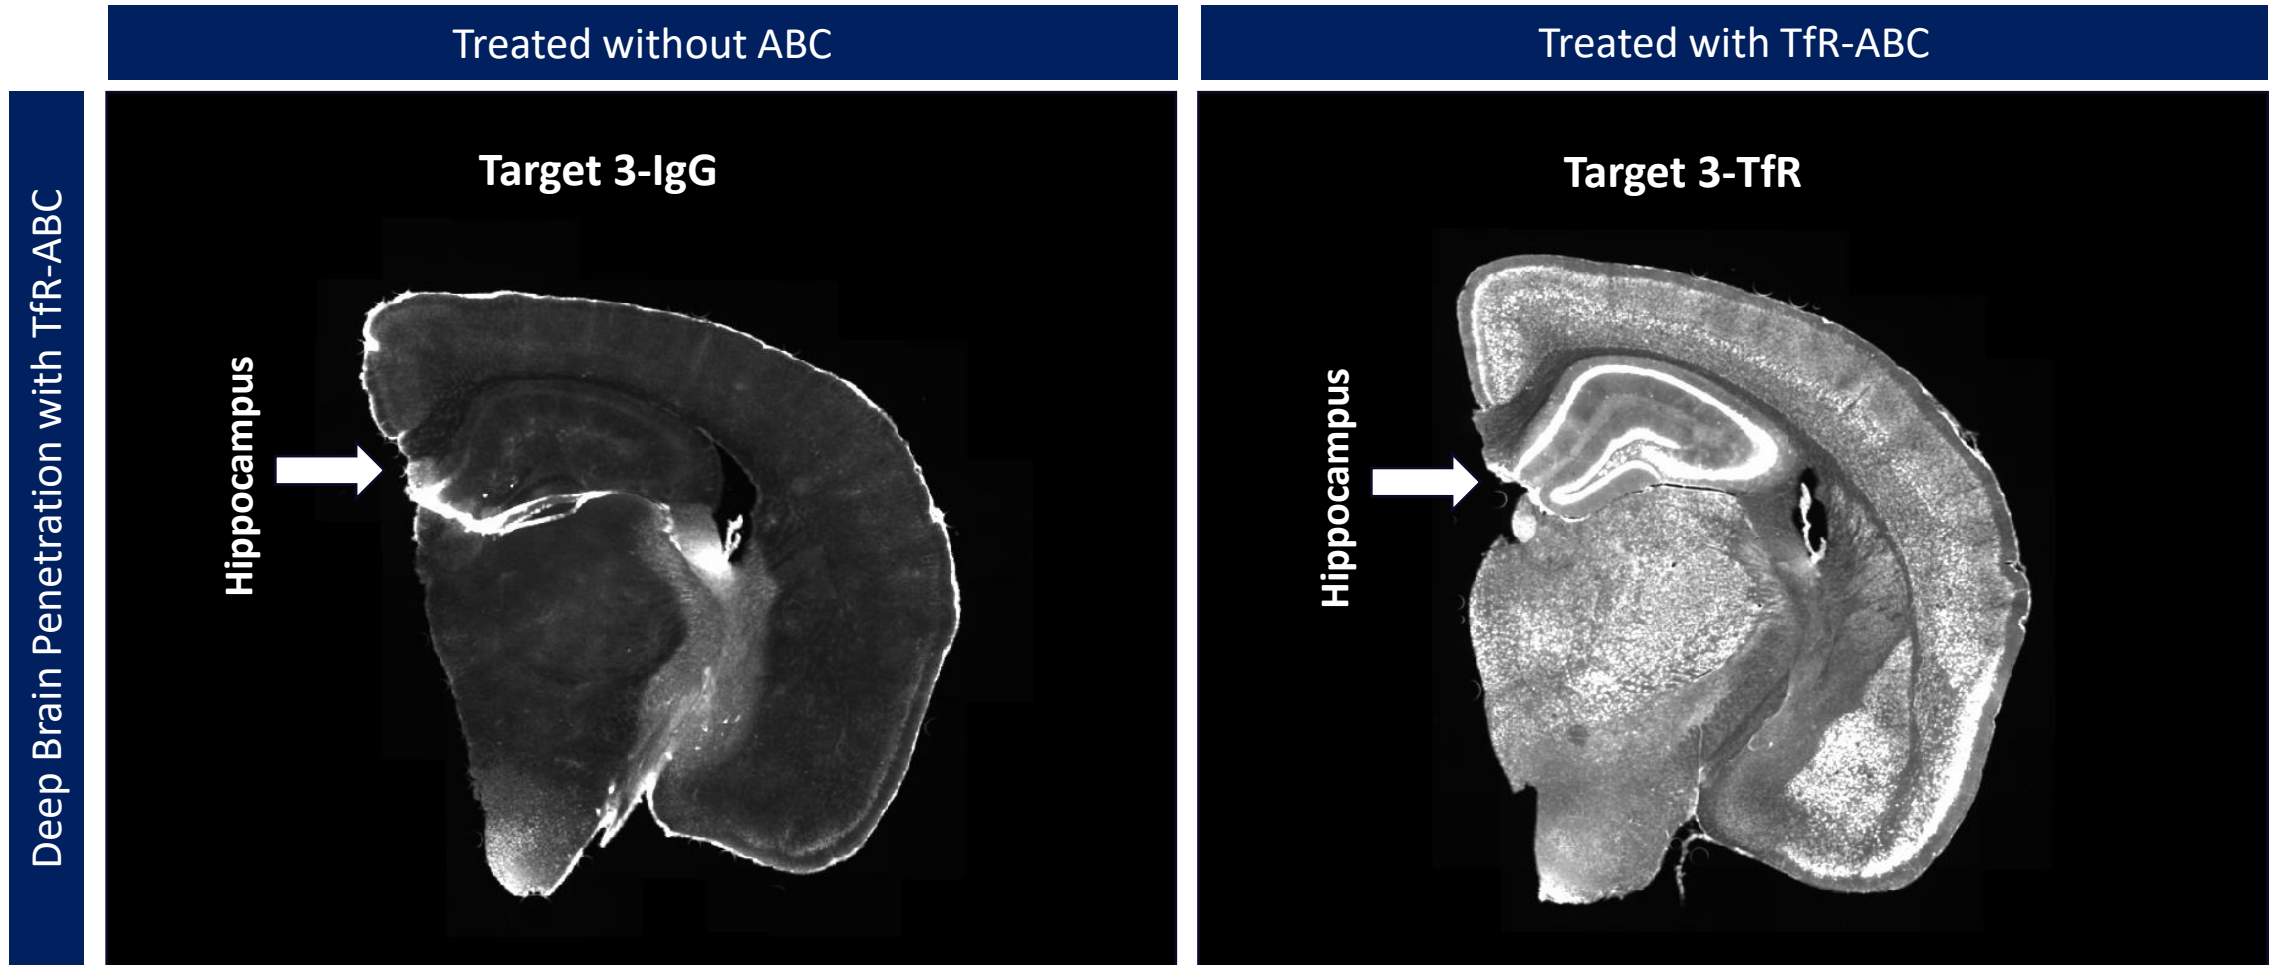 Treated without ABC
Treated with TfR-ABC
Deep Brain Penetration with TfR-ABC
Target 3-IgG
Hippocampus
Target 3-TfR
Hippocampus